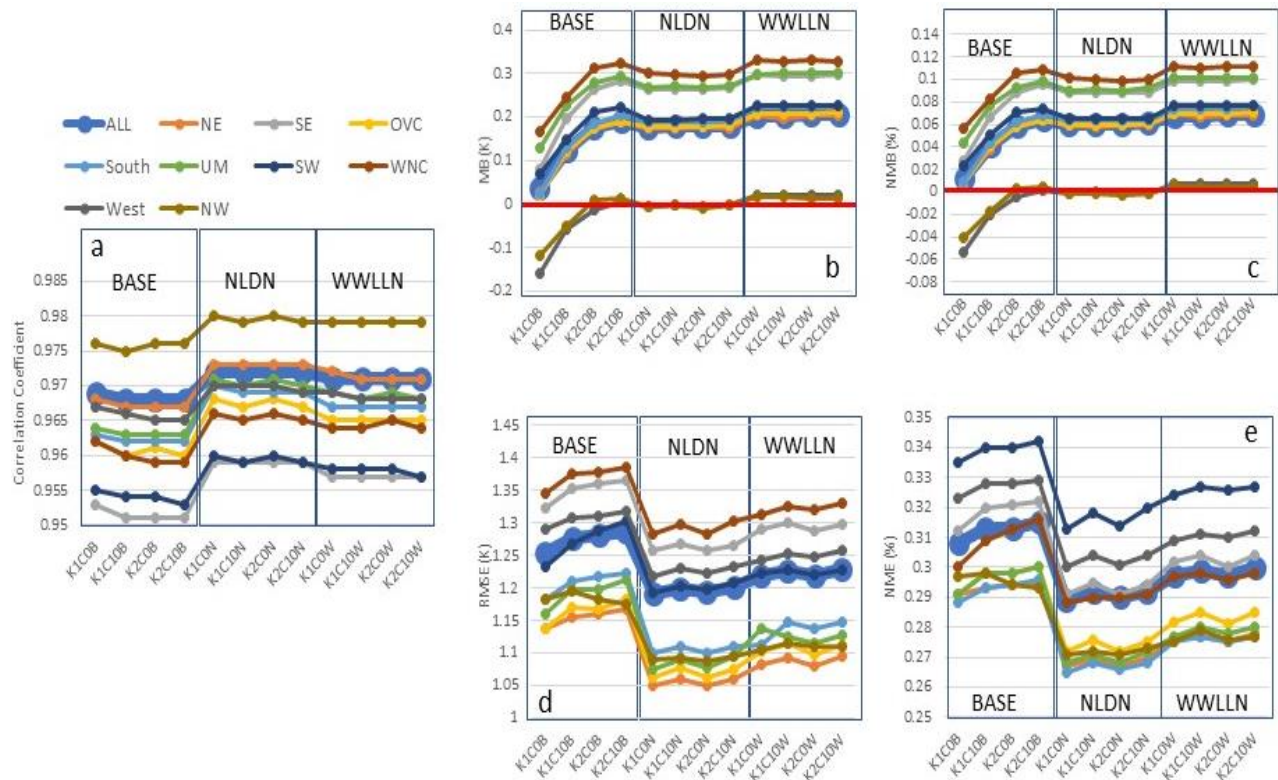 ALL NE SE OVC
South UM SW WNC
West NW
a
BASE NLDN WWLLN
Correlation Coefficient
0.985
0.98
0.975
0.97
0.965
0.96
0.955
0.95
K1C0B K1C10B K2C0B K2C10B K1C0N K1C10N K2C0N K2C10N K1C0W K1C10W K2C0W K2C10W
b
BASE NLDN WWLLN
MB (K)
0.4
0.3
0.2
0.1
0
-0.1
-0.2
K1C0B K1C10B K2C0B K2C10B K1C0N K1C10N K2C0N K2C10N K1C0W K1C10W K2C0W K2C10W
c
BASE NLDN WWLLN
NMB (%)
0.14
0.12
0.10
0.08
0.06
0.04
0.02
0
-0.02
-0.04
-0.06
-0.08
K1C0B K1C10B K2C0B K2C10B K1C0N K1C10N K2C0N K2C10N K1C0W K1C10W K2C0W K2C10W
d
BASE NLDN WWLLN
RMSE (K)
1.45
1.4
1.35
1.3
1.25
1.2
1.15
1.1
1.05
1
K1C0B K1C10B K2C0B K2C10B K1C0N K1C10N K2C0N K2C10N K1C0W K1C10W K2C0W K2C10W
e
BASE NLDN WWLLN
NME (%)
0.35
0.34
0.33
0.32
0.31
0.3
0.29
0.28
0.27
0.26
0.25
K1C0B K1C10B K2C0B K2C10B K1C0N K1C10N K2C0N K2C10N K1C0W K1C10W K2C0W K2C10W